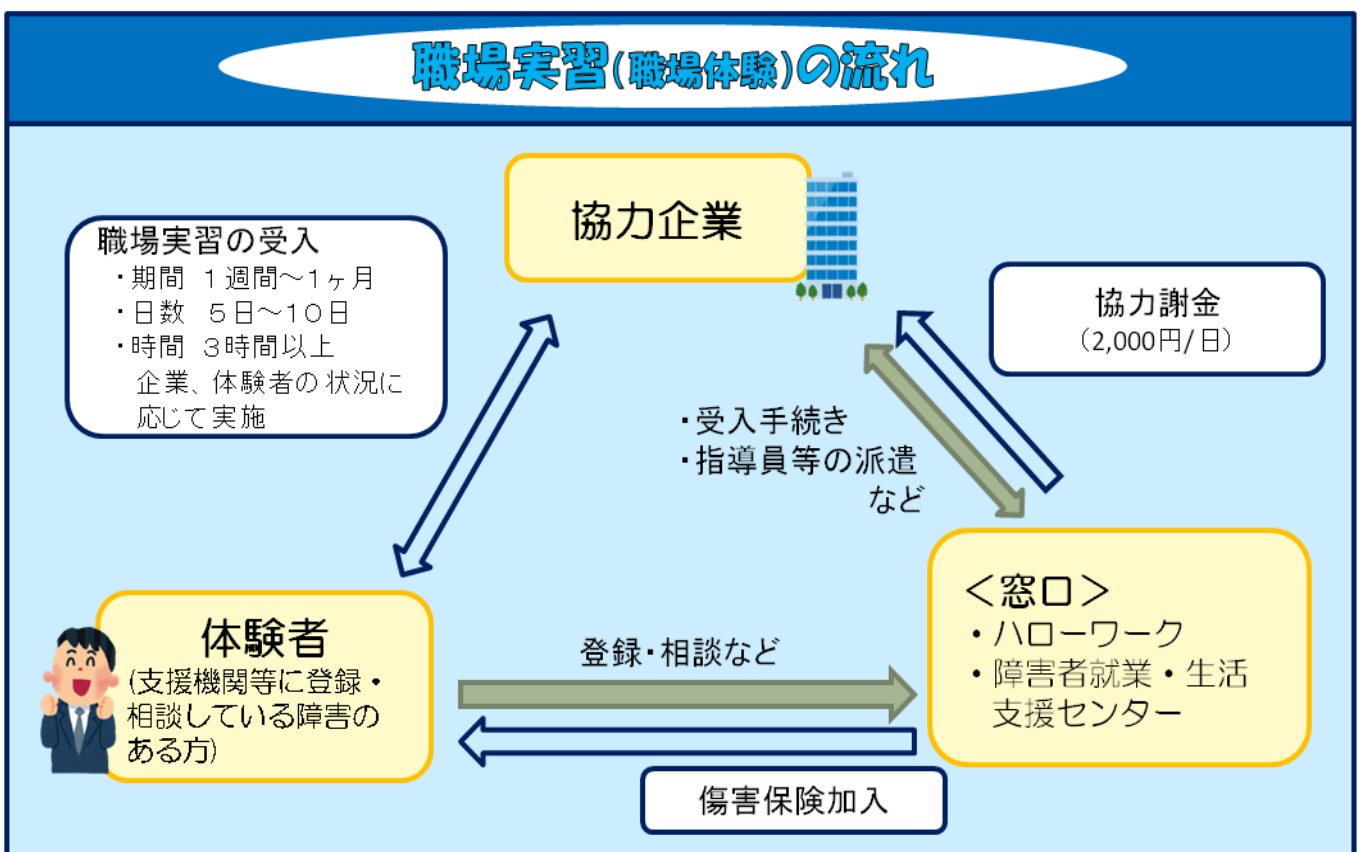 職場実習(職場体験)の流れ
協力企業
職場実習の受入
・期間 1週間～1ヶ月
・日数 5日～10日
・時間 3時間以上
企業、体験者の状況に
応じて実施
協力謝金
(2,000円/日)
・受入手続き
・指導員等の派遣
など
体験者
(支援機関等に登録・
相談している障害の
ある方)
登録・相談など
傷害保険加入
＜窓口＞
・ハローワーク
・障害者就業・生活
支援センター